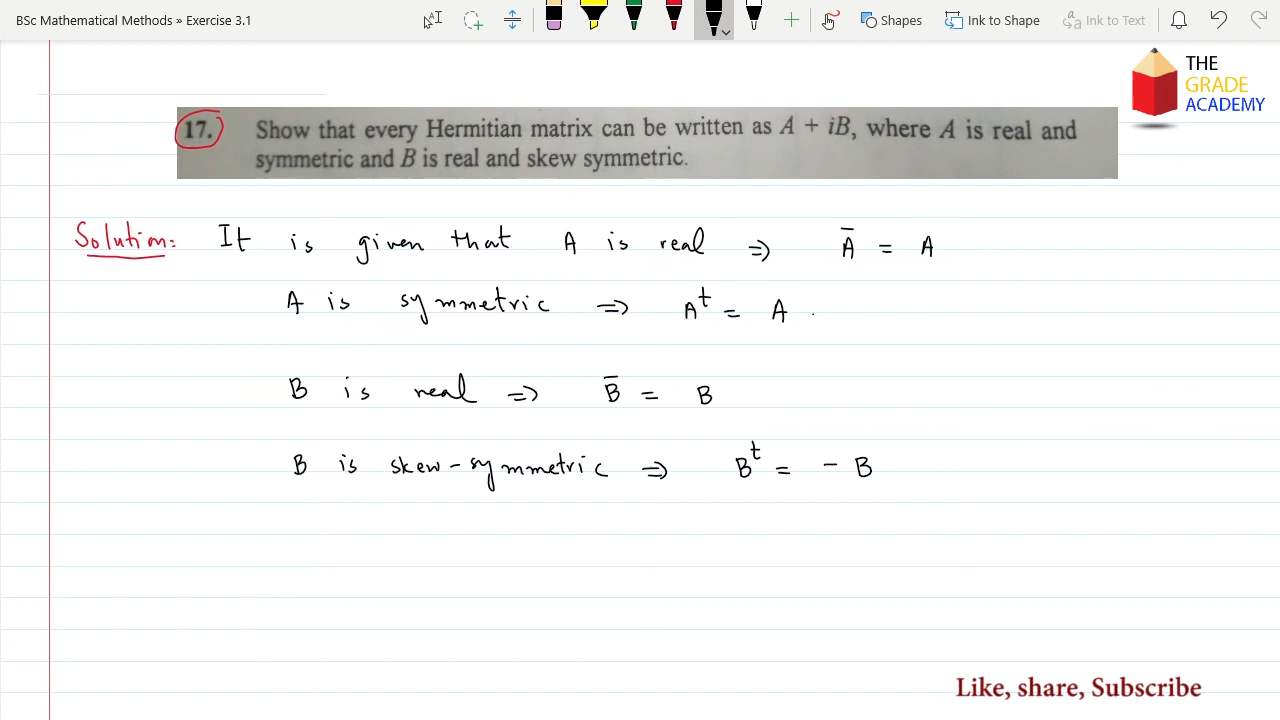 BSc Mathematical Methods » Exercise 3.1
Shapes
Ink to Shape
Ink to Text
THE
GRADE
ACADEMY
17. Show that every Hermitian matrix can be written as A + iB, where A is real and
symmetric and B is real and skew symmetric.
Solution: It is given that A is real ⇒ Ā = A
A is symmetric ⇒ Aᵗ = A .
B is real ⇒ B̄ = B
B is skew-symmetric ⇒ Bᵗ = - B
Like, share, Subscribe